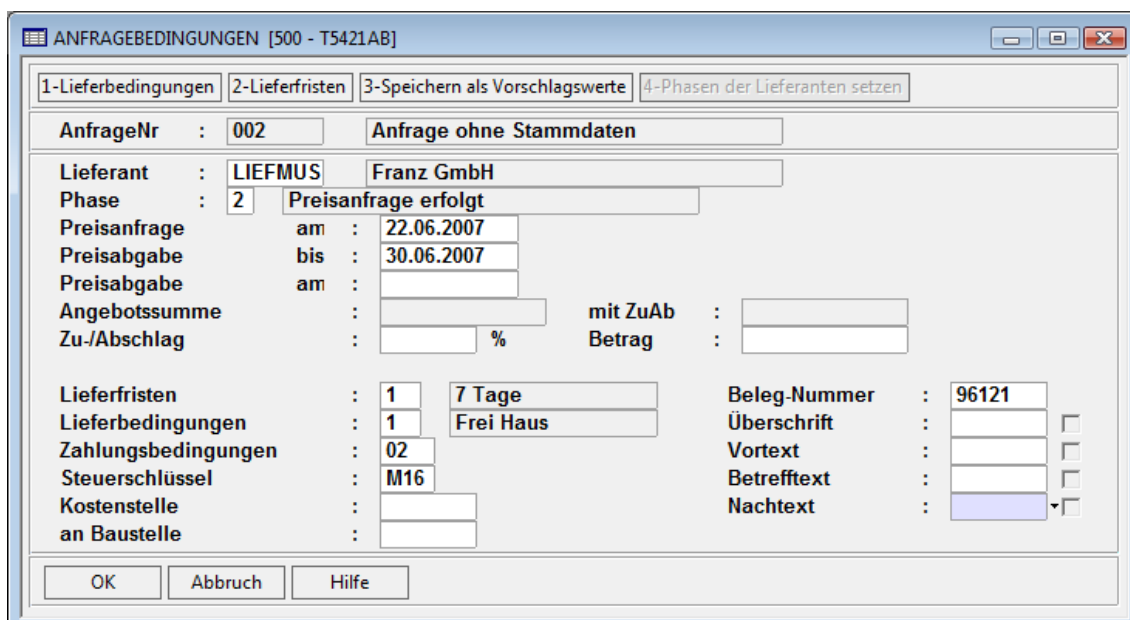 ANFRAGEBEDINGUNGEN [500 - T5421AB]
1-Lieferbedingungen 2-Lieferfristen 3-Speichern als Vorschlagswerte 4-Phasen der Lieferanten setzen
AnfrageNr : 002 Anfrage ohne Stammdaten
Lieferant : LIEFMUS Franz GmbH
Phase : 2 Preisanfrage erfolgt
Preisanfrage am : 22.06.2007
Preisabgabe bis : 30.06.2007
Preisabgabe am :
Angebotssumme : mit ZuAb :
Zu-/Abschlag : % Betrag :
Lieferfristen : 1 7 Tage Beleg-Nummer : 96121
Lieferbedingungen : 1 Frei Haus Überschrift :
Zahlungsbedingungen : 02 Vortext :
Steuerschlüssel : M16 Betrefftext :
Kostenstelle : Nachtext :
an Baustelle :
OK Abbruch Hilfe